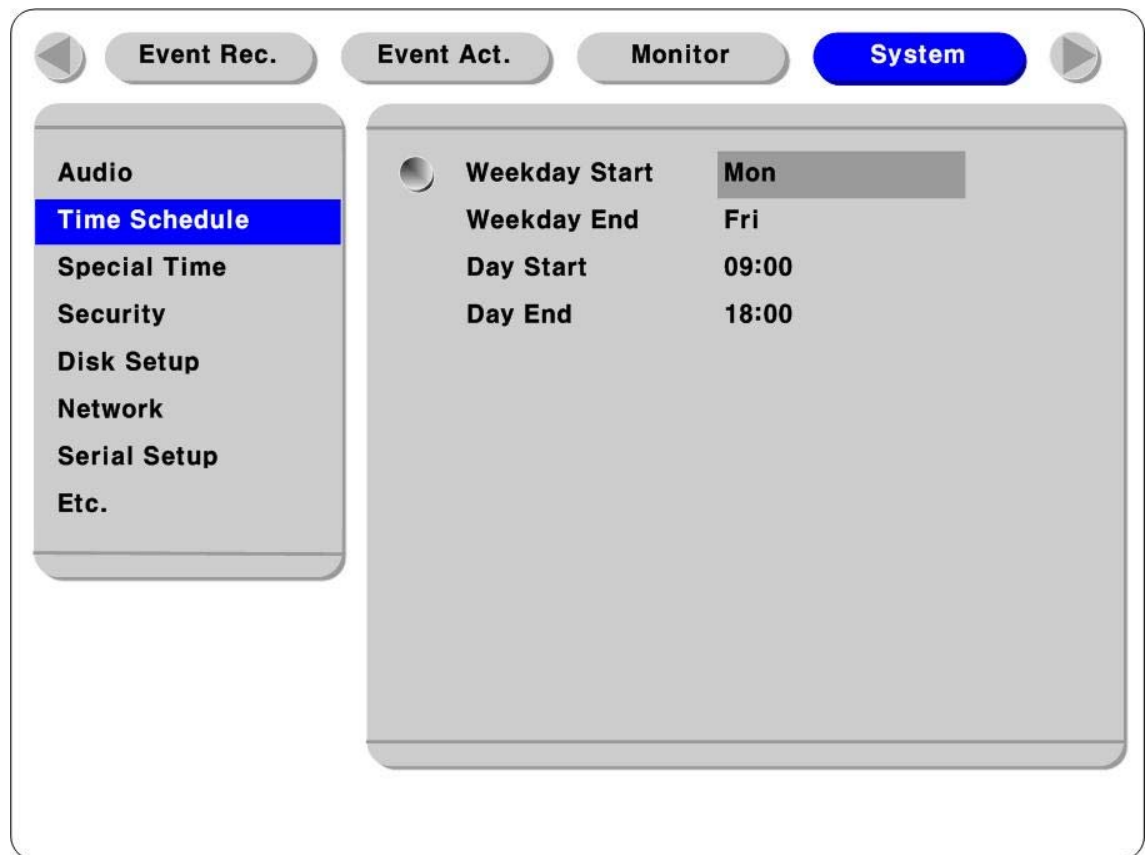 Event Rec. Event Act. Monitor System
Audio
Time Schedule
Special Time
Security
Disk Setup
Network
Serial Setup
Etc.
Weekday Start Mon
Weekday End Fri
Day Start 09:00
Day End 18:00